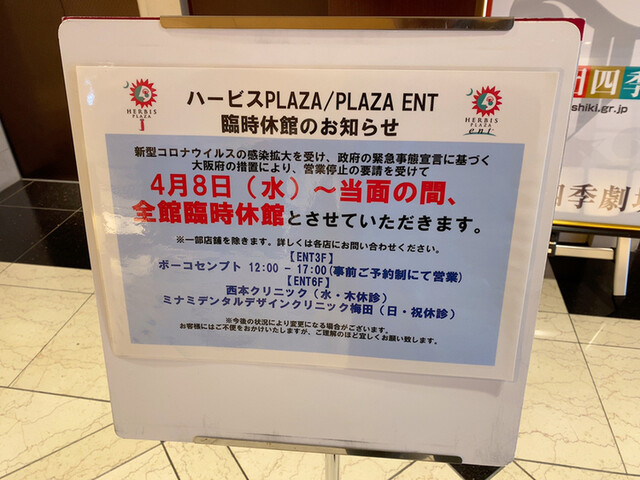 HERBIS
PLAZA
HERBIS
PLAZA
ent
ハービスPLAZA/PLAZA ENT
臨時休館のお知らせ
新型コロナウイルスの感染拡大を受け、政府の緊急事態宣言に基づく
大阪府の措置により、営業停止の要請を受けて
4月8日（水）～当面の間、
全館臨時休館とさせていただきます。
※一部店舗を除きます。詳しくは各店にお問い合わせください。
【ENT3F】
ポーコセンプト 12:00 - 17:00(事前ご予約制にて営業)
【ENT6F】
西本クリニック（水・木休診）
ミナミデンタルデザインクリニック梅田（日・祝休診）
※今後の状況により変更になる場合がございます。
お客様にはご不便をおかけいたしますが、ご理解のほど宜しくお願い致します。
四季
shiki.gr.jp
四季劇場